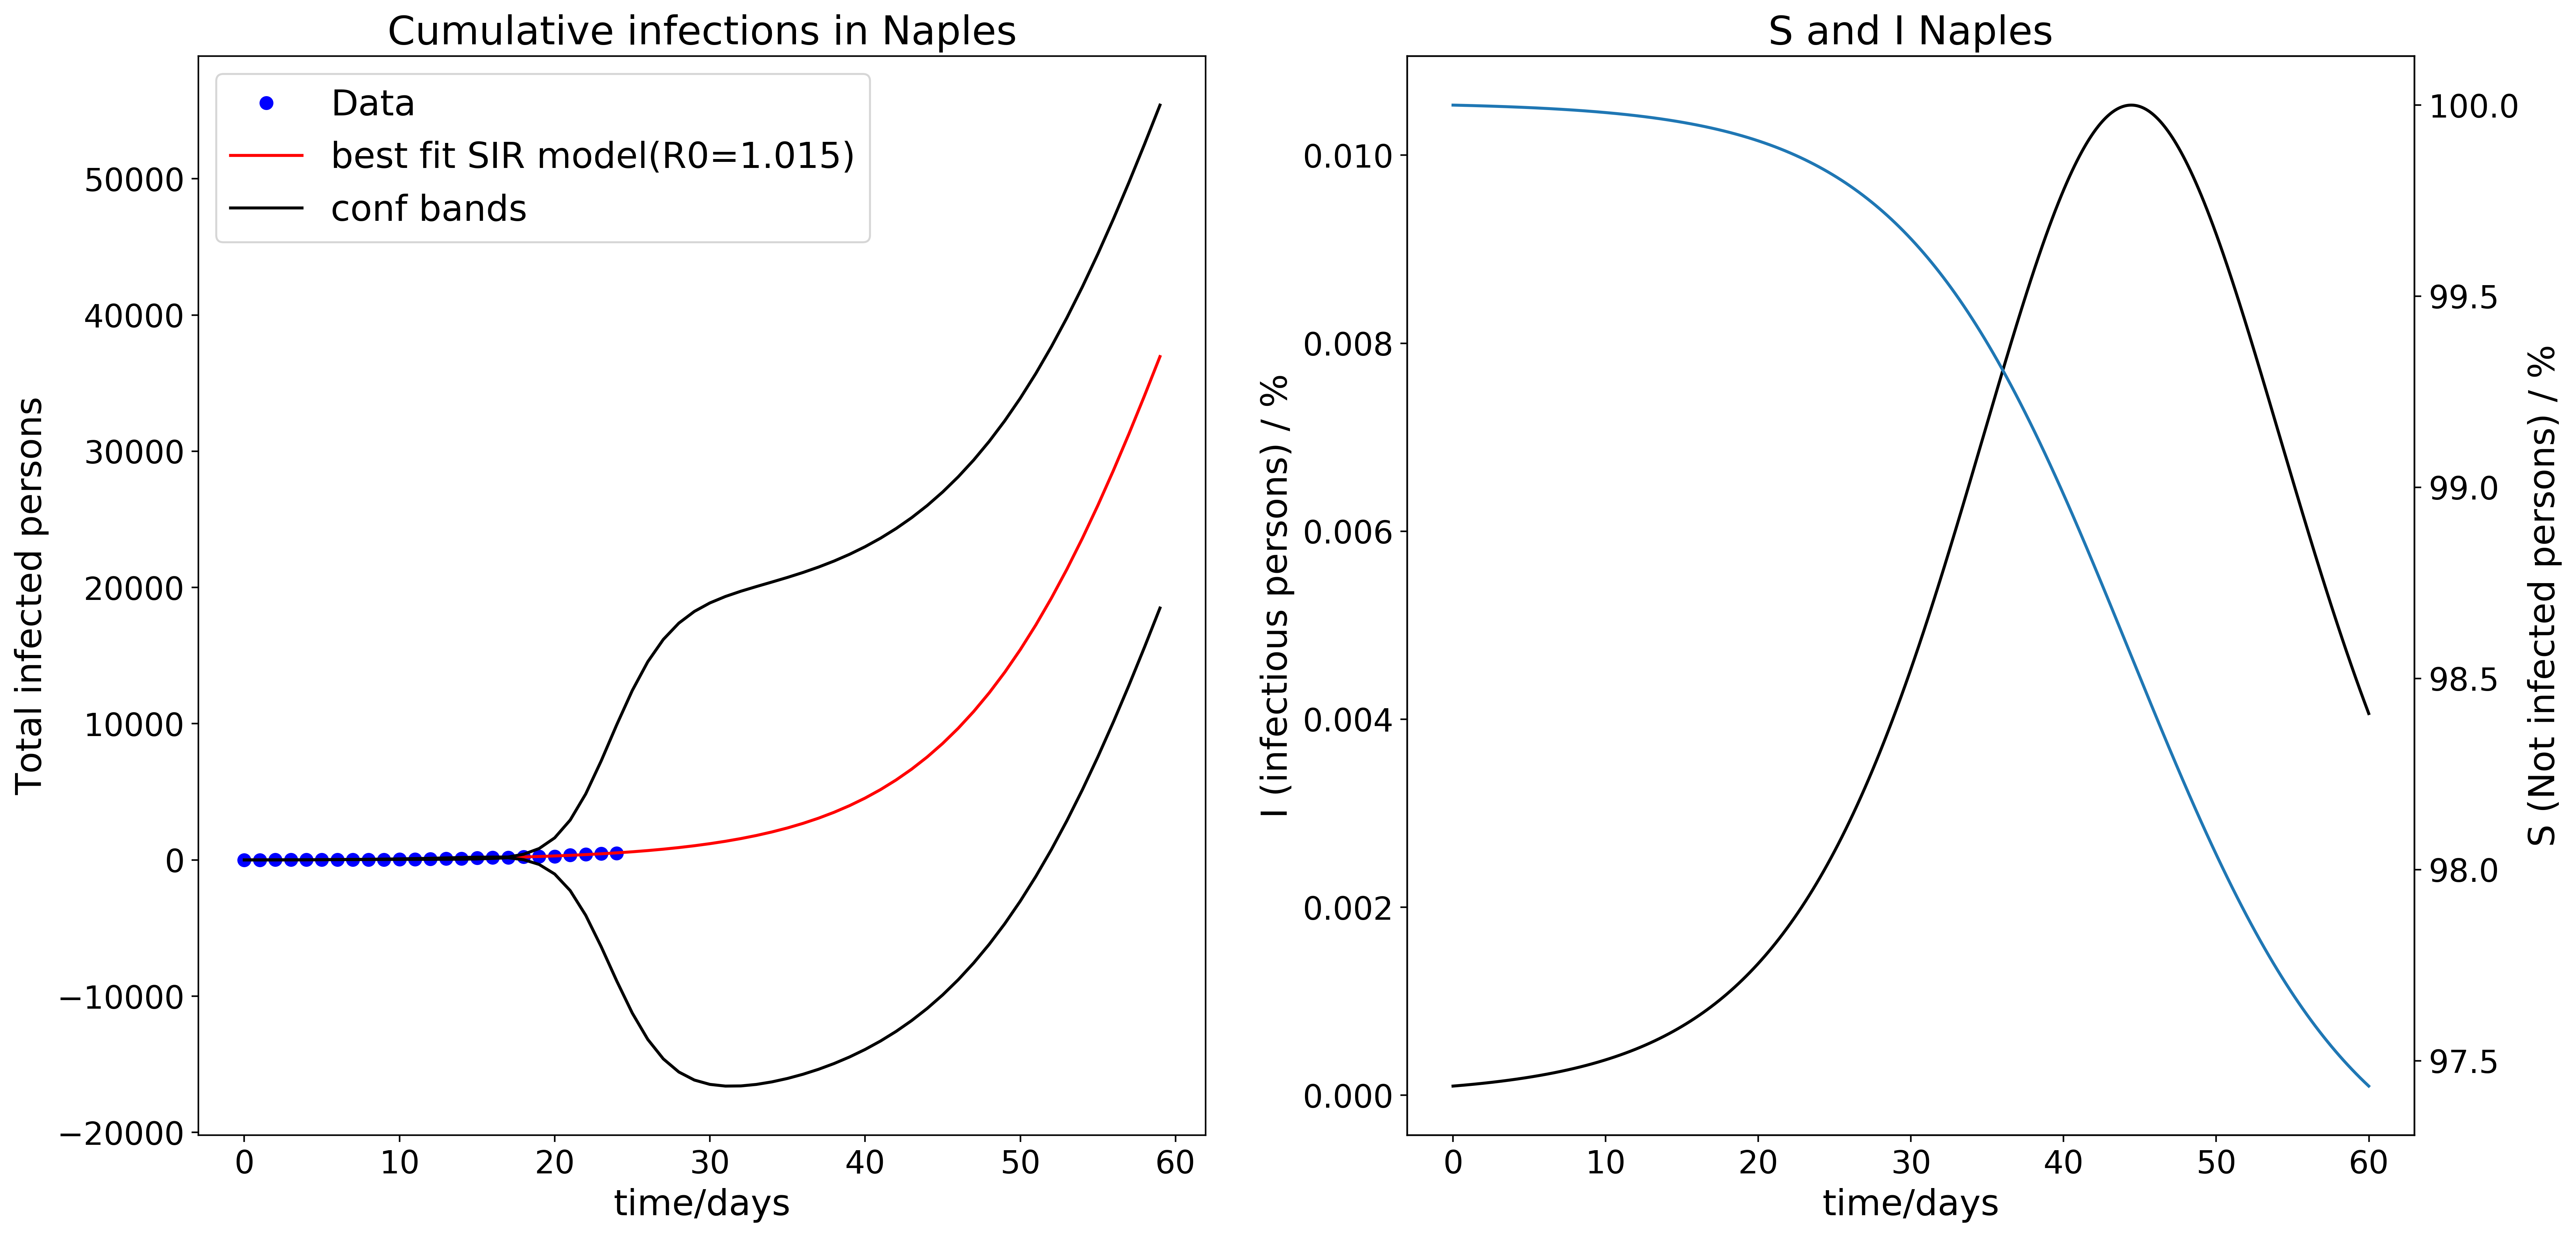 Cumulative infections in Naples
Data
best fit SIR model(R0=1.015)
conf bands
Total infected persons
50000
40000
30000
20000
10000
0
−10000
−20000
0 10 20 30 40 50 60
time/days
S and I Naples
I (infectious persons) / %
0.010
0.008
0.006
0.004
0.002
0.000
0 10 20 30 40 50 60
time/days
100.0
99.5
99.0
98.5
98.0
97.5
S (Not infected persons) / %